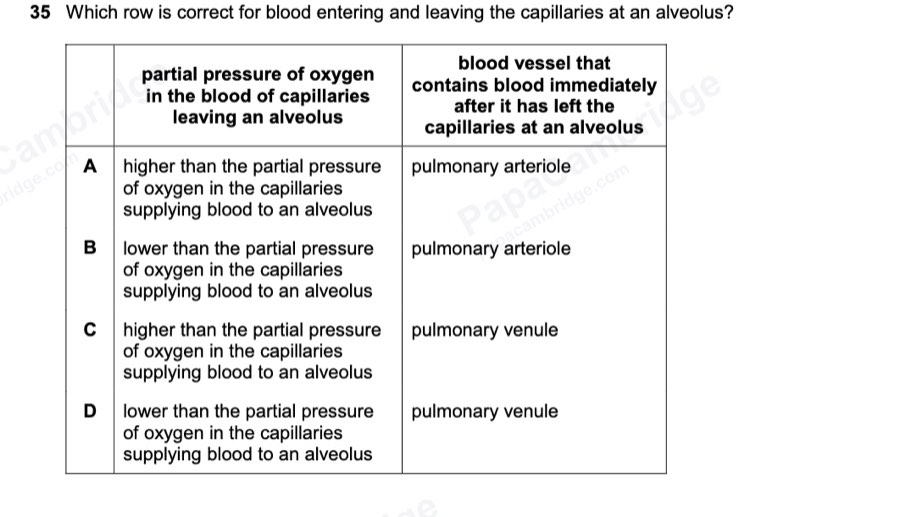 35 Which row is correct for blood entering and leaving the capillaries at an alveolus?
partial pressure of oxygen
in the blood of capillaries
leaving an alveolus
blood vessel that
contains blood immediately
after it has left the
capillaries at an alveolus
A higher than the partial pressure pulmonary arteriole
of oxygen in the capillaries
supplying blood to an alveolus
B lower than the partial pressure pulmonary arteriole
of oxygen in the capillaries
supplying blood to an alveolus
C higher than the partial pressure pulmonary venule
of oxygen in the capillaries
supplying blood to an alveolus
D lower than the partial pressure pulmonary venule
of oxygen in the capillaries
supplying blood to an alveolus